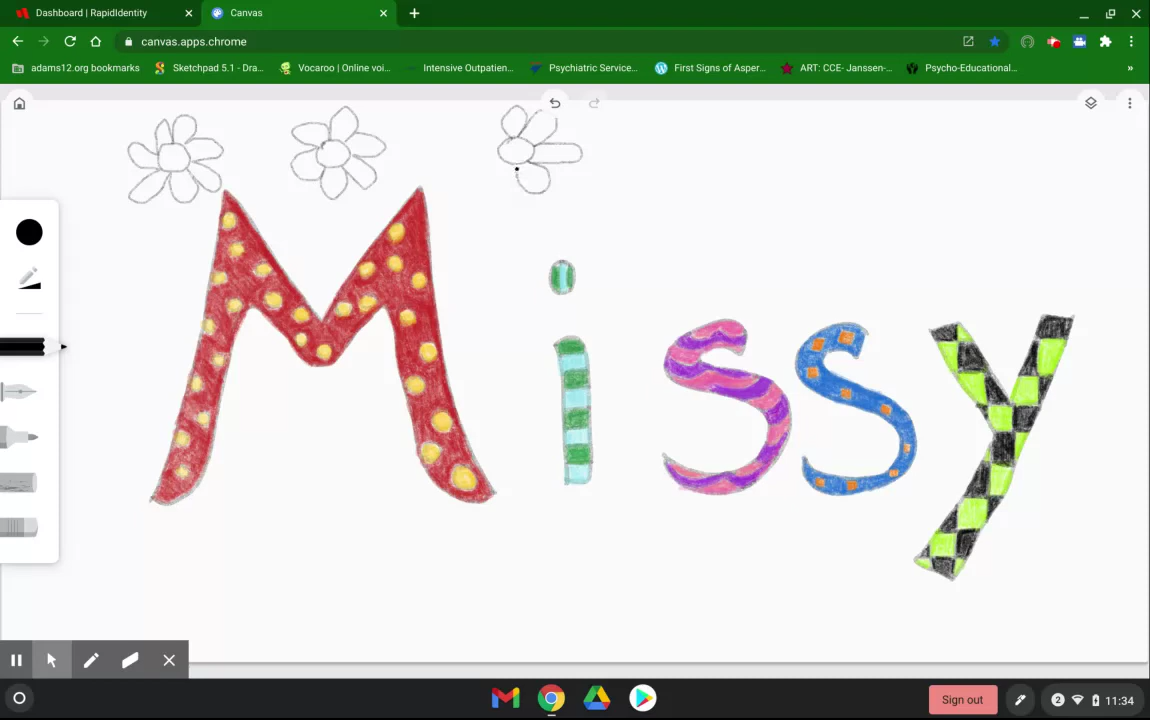 Dashboard | RapidIdentity
Canvas
canvas.apps.chrome
adams12.org bookmarks
Sketchpad 5.1 - Dra...
Vocaroo | Online voi...
Intensive Outpatien...
Psychiatric Service...
First Signs of Asper...
ART: CCE- Janssen-...
Psycho-Educational...
»
Missy
Sign out
2
11:34